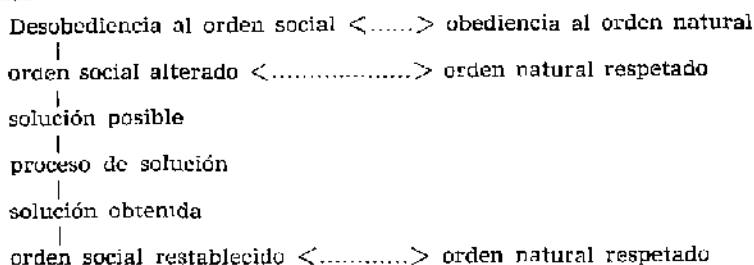 Desobediencia al orden social <......> obediencia al orden natural
orden social alterado <....................> orden natural respetado
solución posible
proceso de solución
solución obtenida
orden social restablecido <............> orden natural respetado